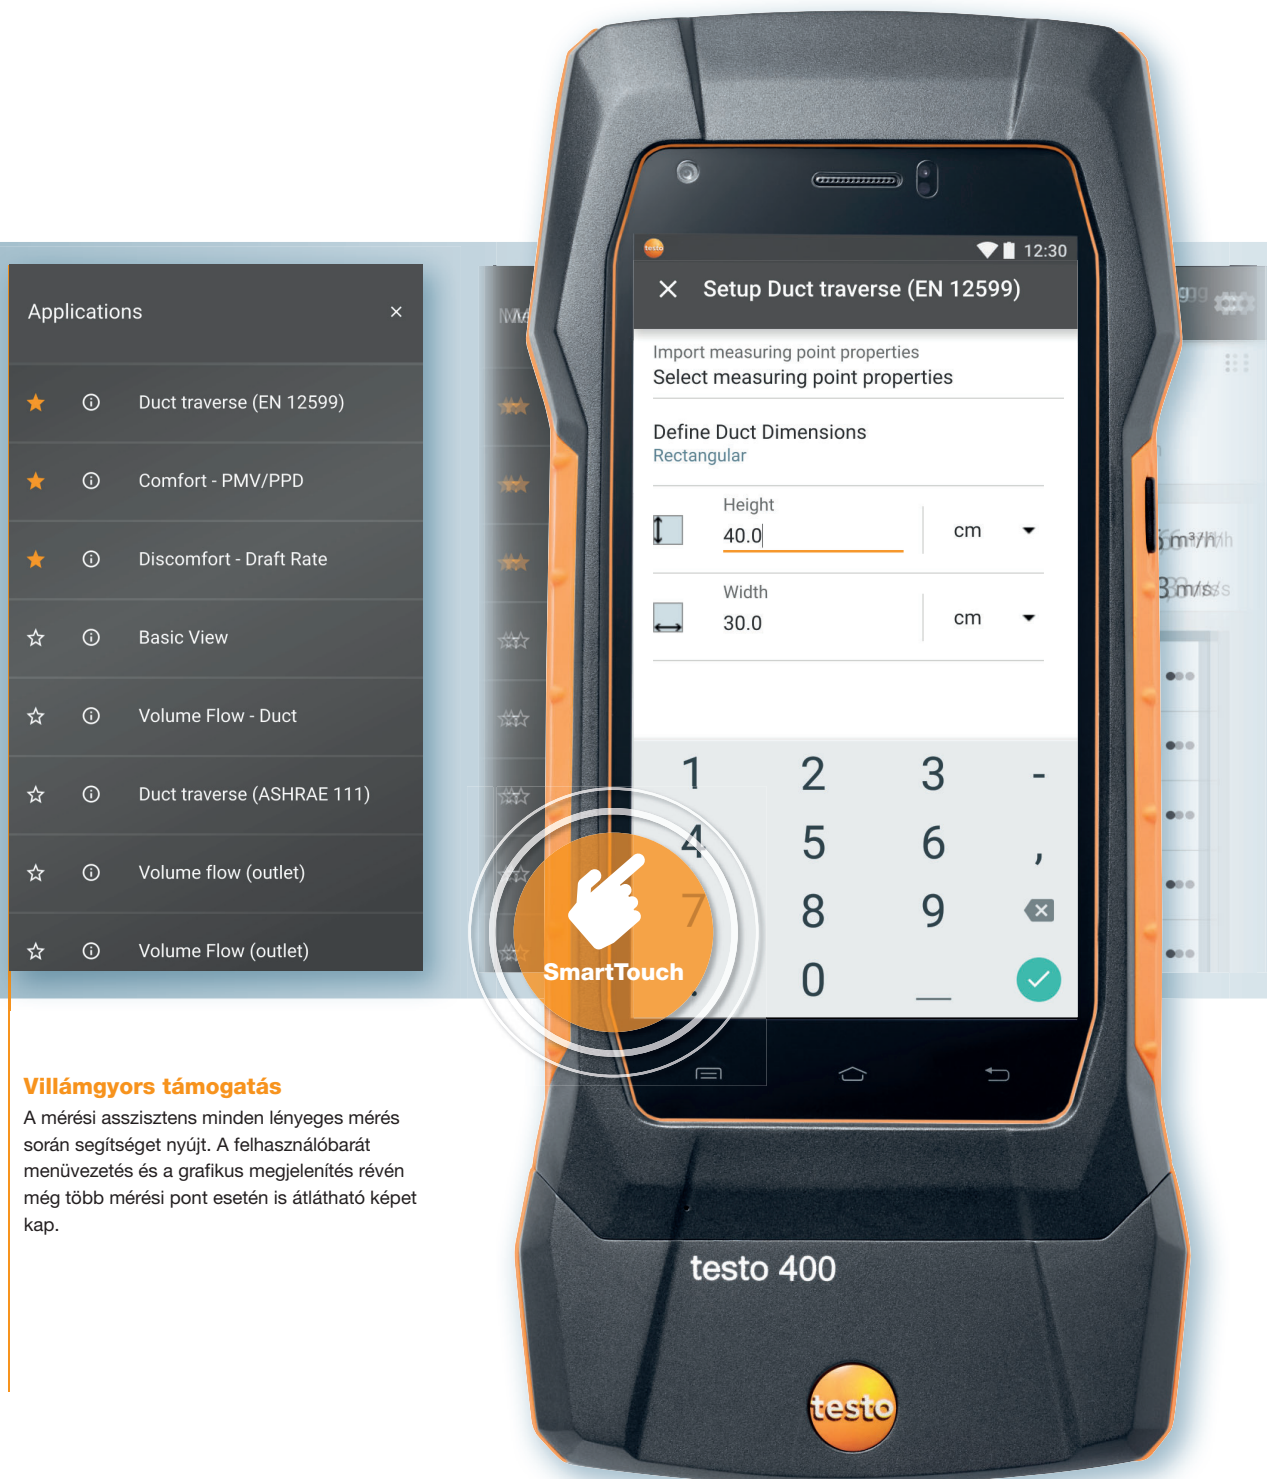 Applications
Duct traverse (EN 12599)
Comfort - PMV/PPD
Discomfort - Draft Rate
Basic View
Volume Flow - Duct
Duct traverse (ASHRAE 111)
Volume flow (outlet)
Volume Flow (outlet)
testo
12:30
Setup Duct traverse (EN 12599)
Import measuring point properties
Select measuring point properties
Define Duct Dimensions
Rectangular
Height
40.0
cm
Width
30.0
cm
m³/h
m/s
1 2 3 -
4 5 6 ,
7 8 9
. 0 _
SmartTouch
Villámgyors támogatás
A mérési asszisztens minden lényeges mérés
során segítséget nyújt. A felhasználóbarát
menüvezetés és a grafikus megjelenítés révén
még több mérési pont esetén is átlátható képet
kap.
testo 400
testo